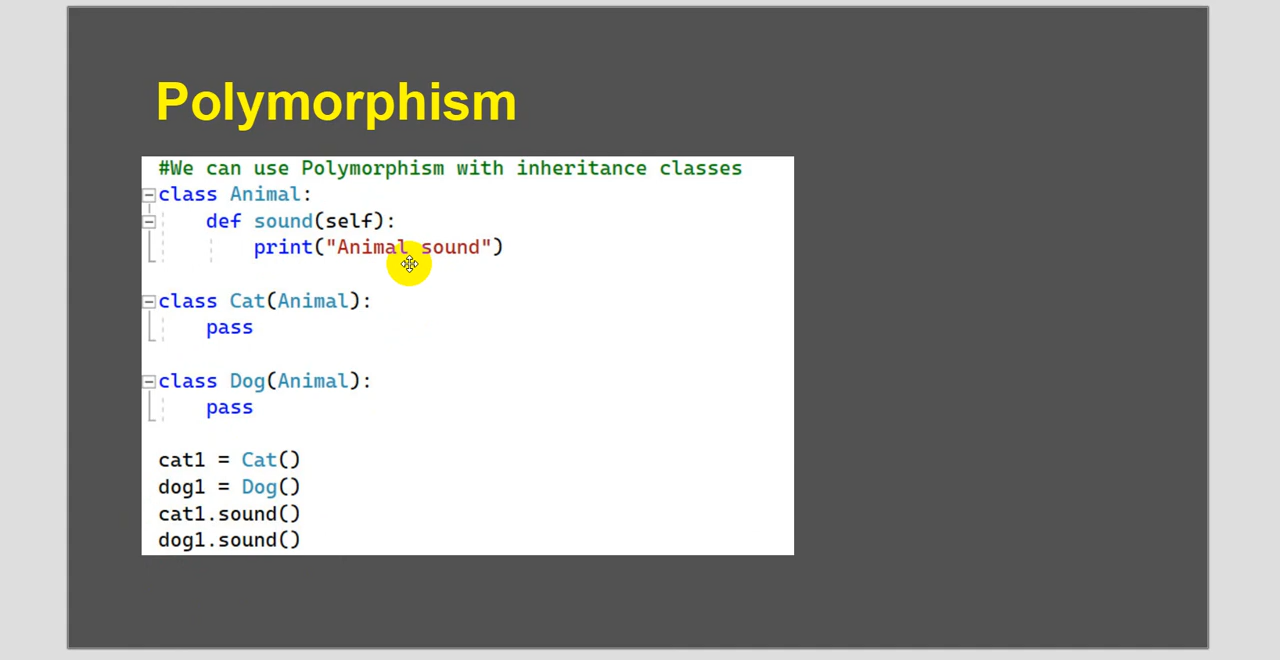 Polymorphism
#We can use Polymorphism with inheritance classes
class Animal:
    def sound(self):
        print("Animal sound")
class Cat(Animal):
    pass
class Dog(Animal):
    pass
cat1 = Cat()
dog1 = Dog()
cat1.sound()
dog1.sound()